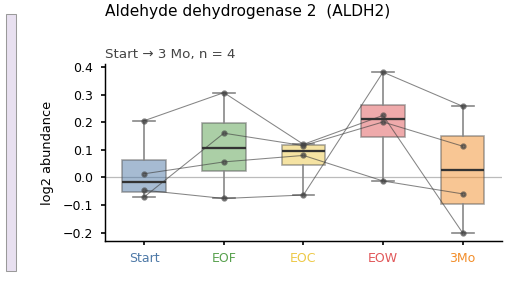 Aldehyde dehydrogenase 2 (ALDH2)
Start → 3 Mo, n = 4
log2 abundance
0.4
0.3
0.2
0.1
0.0
−0.1
−0.2
Start EOF EOC EOW 3Mo